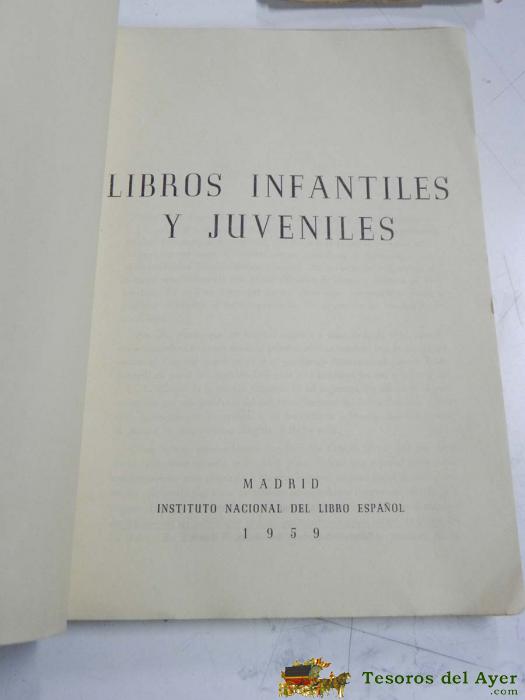 LIBROS INFANTILES
Y JUVENILES
MADRID
INSTITUTO NACIONAL DEL LIBRO ESPAÑOL
1959
Tesoros del Ayer
.com